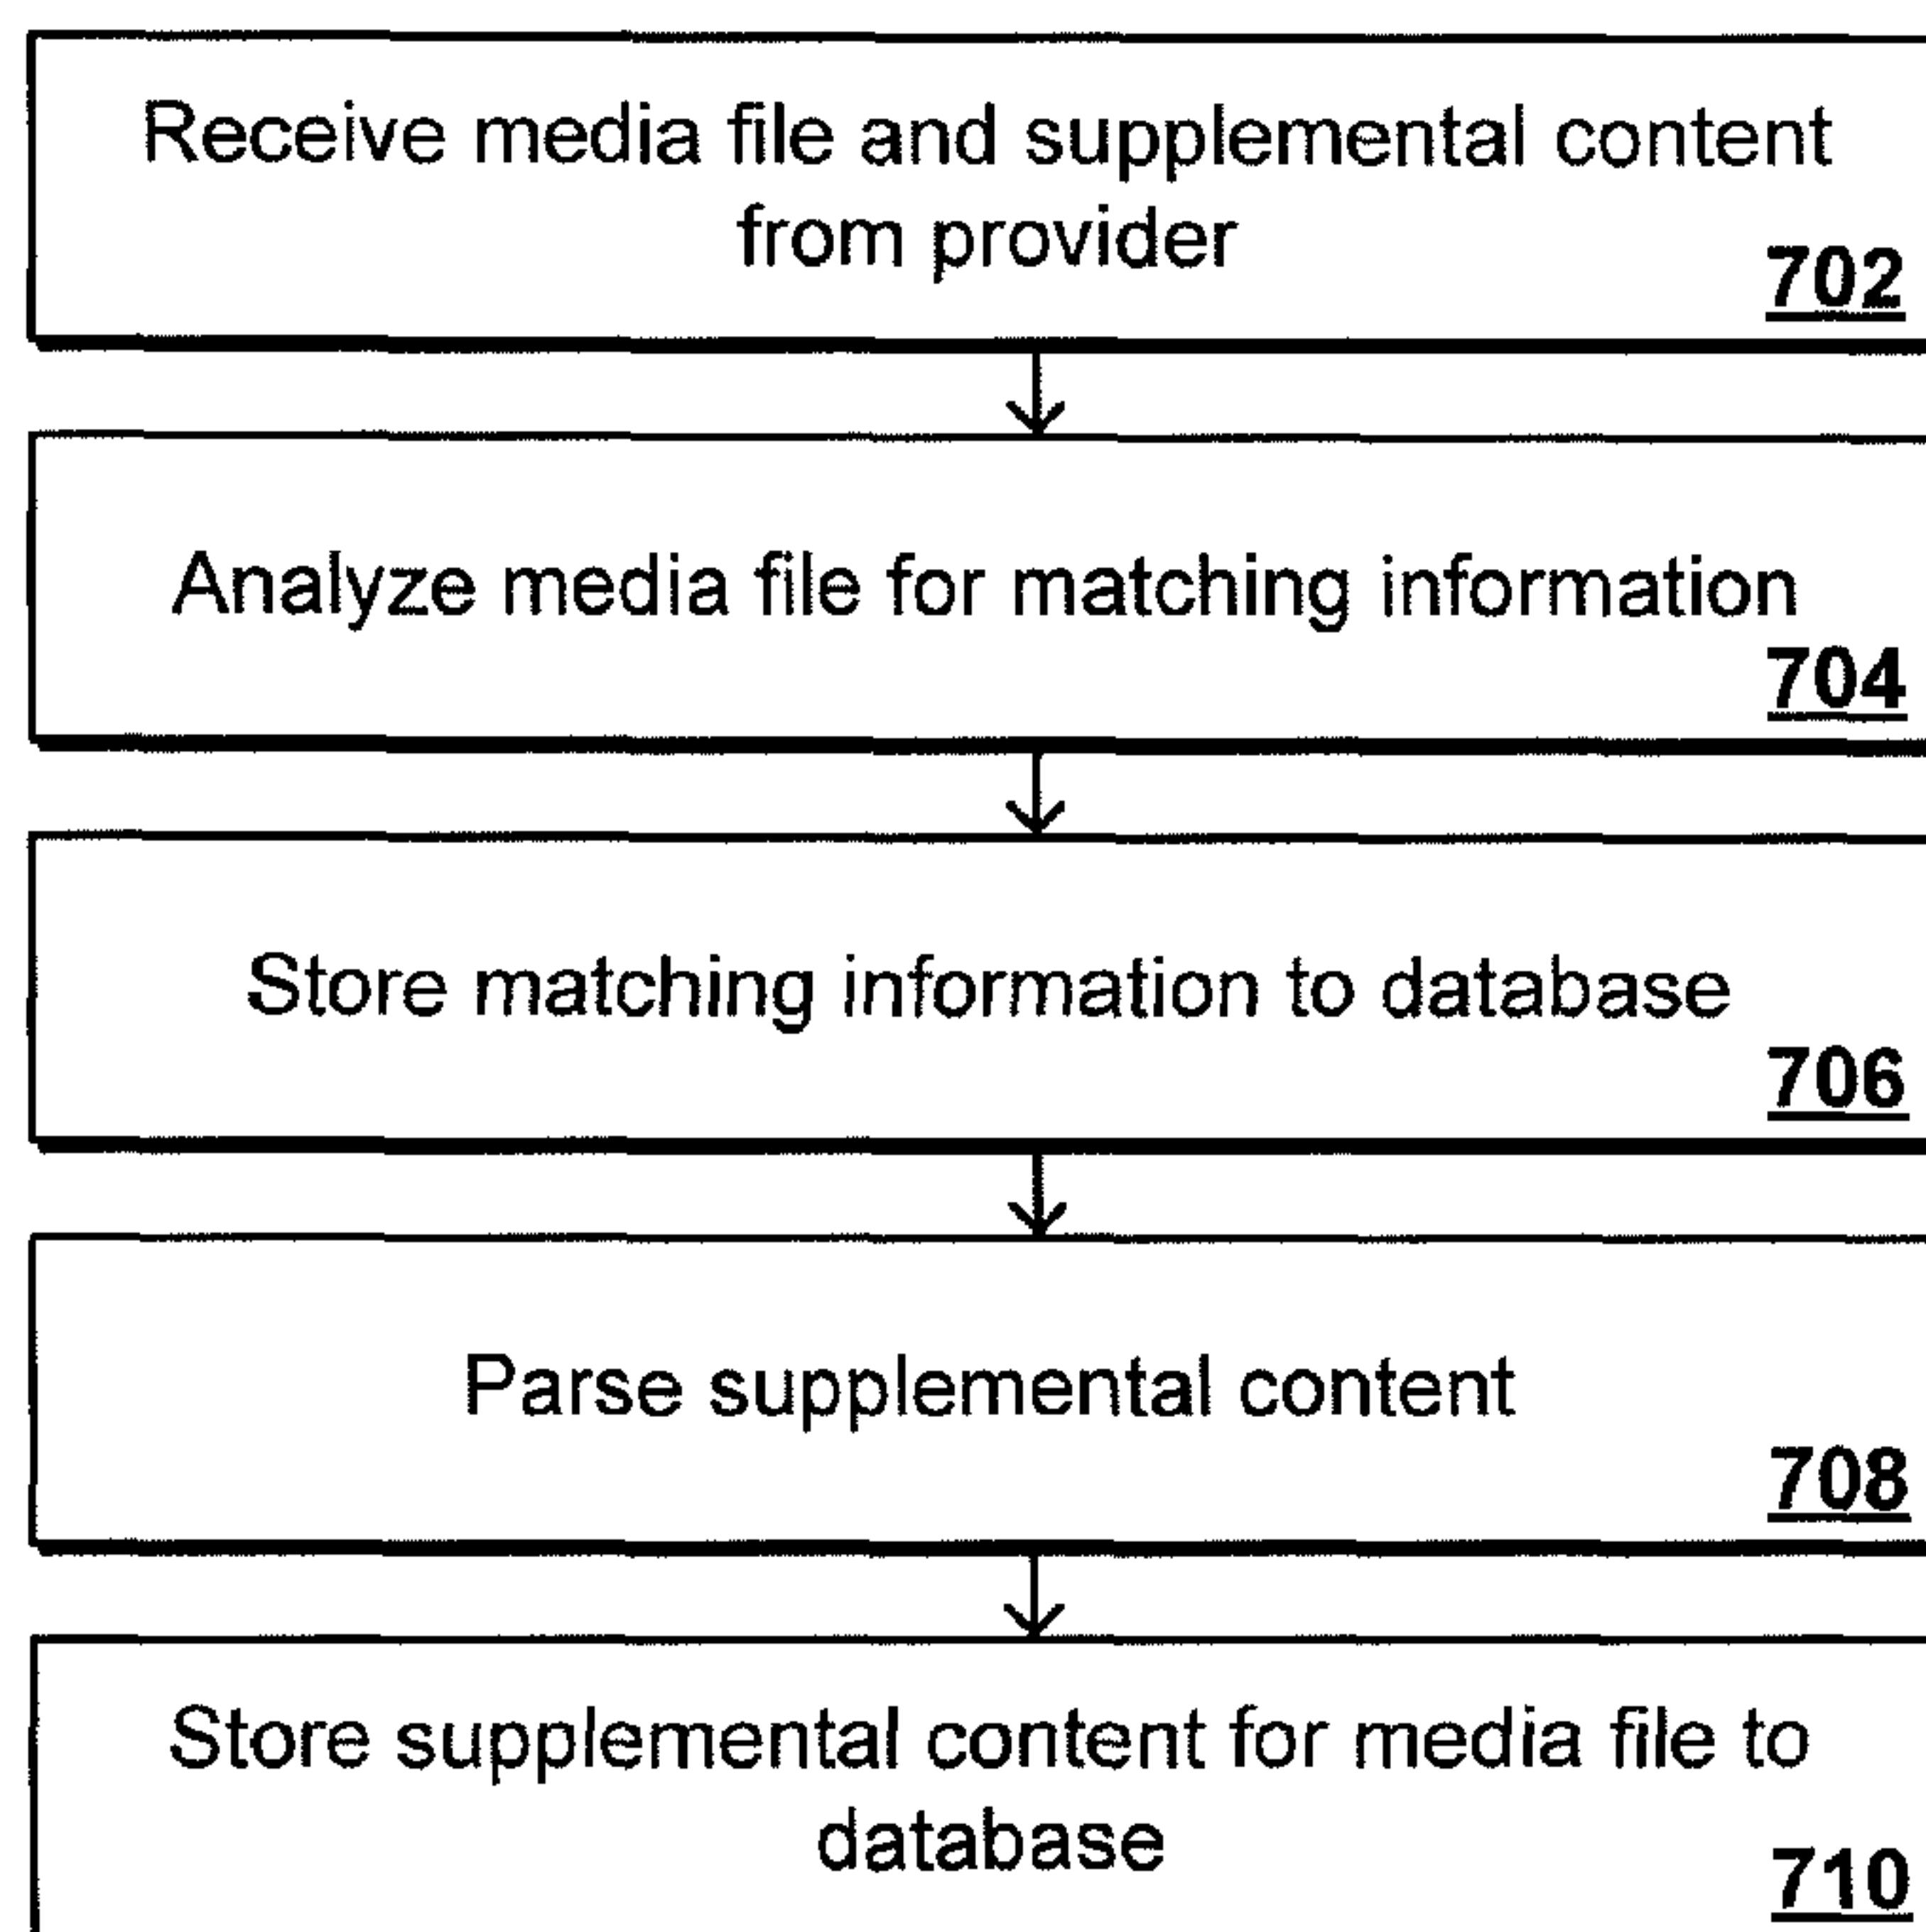 Receive media file and supplemental content
from provider
702
Analyze media file for matching information
704
Store matching information to database
706
Parse supplemental content
708
Store supplemental content for media file to
database
710